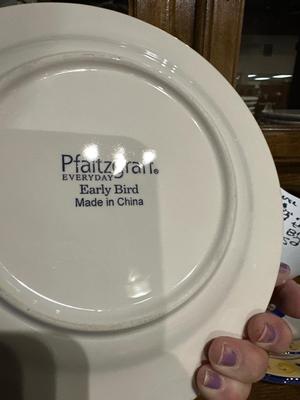 Pfaltzgraff®
EVERYDAY
Early Bird
Made in China